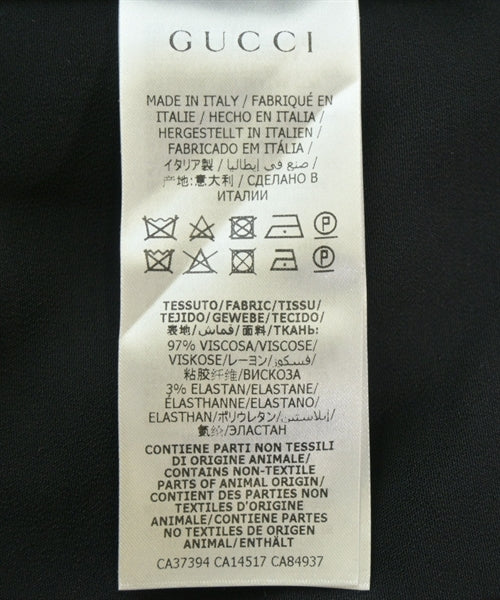 GUCCI
MADE IN ITALY / FABRIQUÉ EN
ITALIE / HECHO EN ITALIA /
HERGESTELLT IN ITALIEN /
FABRICADO EM ITÁLIA /
イタリア製 / صنع في إيطاليا /
产地:意大利 / СДЕЛАНО В
ИТАЛИИ
P
P
TESSUTO/FABRIC/TISSU/
TEJIDO/GEWEBE/TECIDO/
表地/قماش/面料/ТКАНЬ:
97% VISCOSA/VISCOSE/
VISKOSE/レーヨン/فسكوز/
粘胶纤维/ВИСКОЗА
3% ELASTAN/ELASTANE/
ÉLASTHANNE/ELASTANO/
ELASTHAN/ポリウレタン/إيلاستين/
氨纶/ЭЛАСТАН
CONTIENE PARTI NON TESSILI
DI ORIGINE ANIMALE/
CONTAINS NON-TEXTILE
PARTS OF ANIMAL ORIGIN/
CONTIENT DES PARTIES NON
TEXTILES D'ORIGINE
ANIMALE/CONTIENE PARTES
NO TEXTILES DE ORIGEN
ANIMAL/ENTHÄLT
CA37394 CA14517 CA84937